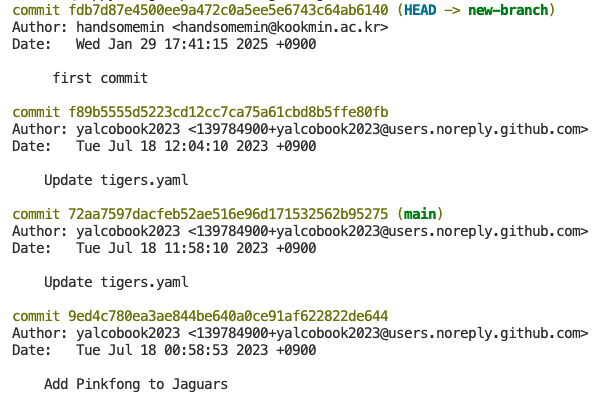 commit fdb7d87e4500ee9a472c0a5ee5e6743c64ab6140 (HEAD -> new-branch)
Author: handsomemin <handsomemin@kookmin.ac.kr>
Date:   Wed Jan 29 17:41:15 2025 +0900
first commit
commit f89b5555d5223cd12cc7ca75a61cbd8b5ffe80fb
Author: yalcobook2023 <139784900+yalcobook2023@users.noreply.github.com>
Date:   Tue Jul 18 12:04:10 2023 +0900
Update tigers.yaml
commit 72aa7597dacfeb52ae516e96d171532562b95275 (main)
Author: yalcobook2023 <139784900+yalcobook2023@users.noreply.github.com>
Date:   Tue Jul 18 11:58:10 2023 +0900
Update tigers.yaml
commit 9ed4c780ea3ae844be640a0ce91af622822de644
Author: yalcobook2023 <139784900+yalcobook2023@users.noreply.github.com>
Date:   Tue Jul 18 00:58:53 2023 +0900
Add Pinkfong to Jaguars